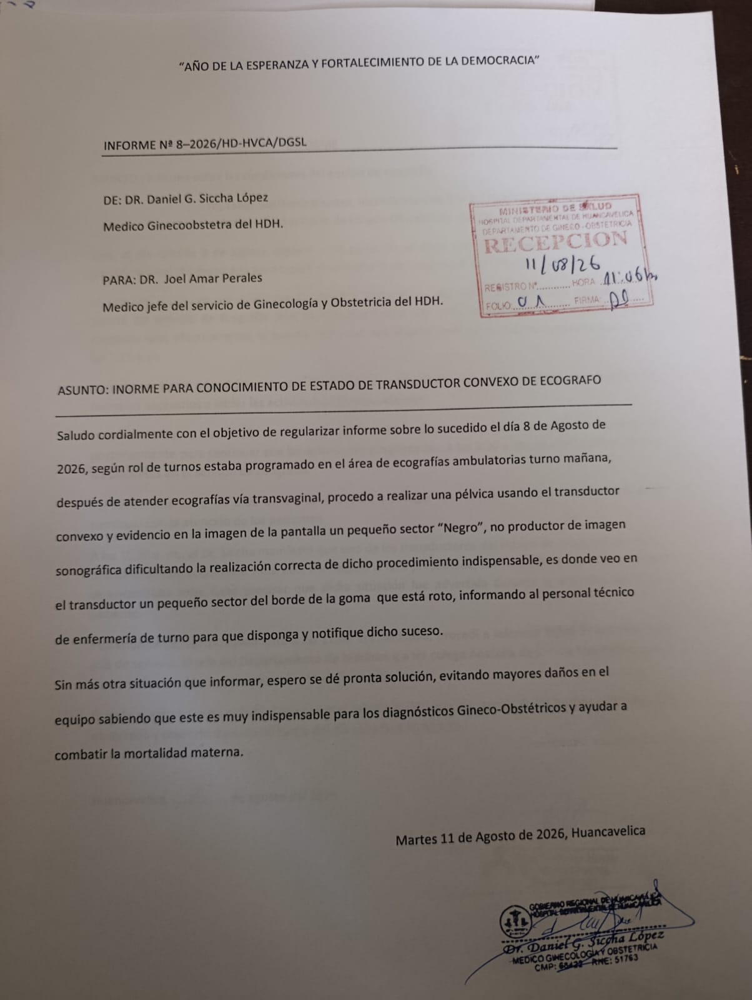 “AÑO DE LA ESPERANZA Y FORTALECIMIENTO DE LA DEMOCRACIA”
INFORME Nª 8–2026/HD-HVCA/DGSL
DE: DR. Daniel G. Siccha López
Medico Ginecoobstetra del HDH.
PARA: DR. Joel Amar Perales
Medico jefe del servicio de Ginecología y Obstetricia del HDH.
MINISTERIO DE SALUD
HOSPITAL DEPARTAMENTAL DE HUANCAVELICA
DEPARTAMENTO DE GINECO-OBSTETRICIA
RECEPCION
11/08/26
REGISTRO Nº............ HORA 11:06h
FOLIO: 01 FIRMA:
ASUNTO: INORME PARA CONOCIMIENTO DE ESTADO DE TRANSDUCTOR CONVEXO DE ECOGRAFO
Saludo cordialmente con el objetivo de regularizar informe sobre lo sucedido el día 8 de Agosto de
2026, según rol de turnos estaba programado en el área de ecografías ambulatorias turno mañana,
después de atender ecografías vía transvaginal, procedo a realizar una pélvica usando el transductor
convexo y evidencio en la imagen de la pantalla un pequeño sector “Negro”, no productor de imagen
sonográfica dificultando la realización correcta de dicho procedimiento indispensable, es donde veo en
el transductor un pequeño sector del borde de la goma que está roto, informando al personal técnico
de enfermería de turno para que disponga y notifique dicho suceso.
Sin más otra situación que informar, espero se dé pronta solución, evitando mayores daños en el
equipo sabiendo que este es muy indispensable para los diagnósticos Gineco-Obstétricos y ayudar a
combatir la mortalidad materna.
Martes 11 de Agosto de 2026, Huancavelica
GOBIERNO REGIONAL DE HUANCAVELICA
HOSPITAL DEPARTAMENTAL DE HUANCAVELICA
Dr. Daniel G. Siccha López
MEDICO GINECOLOGIA Y OBSTETRICIA
CMP: RNE: 51763